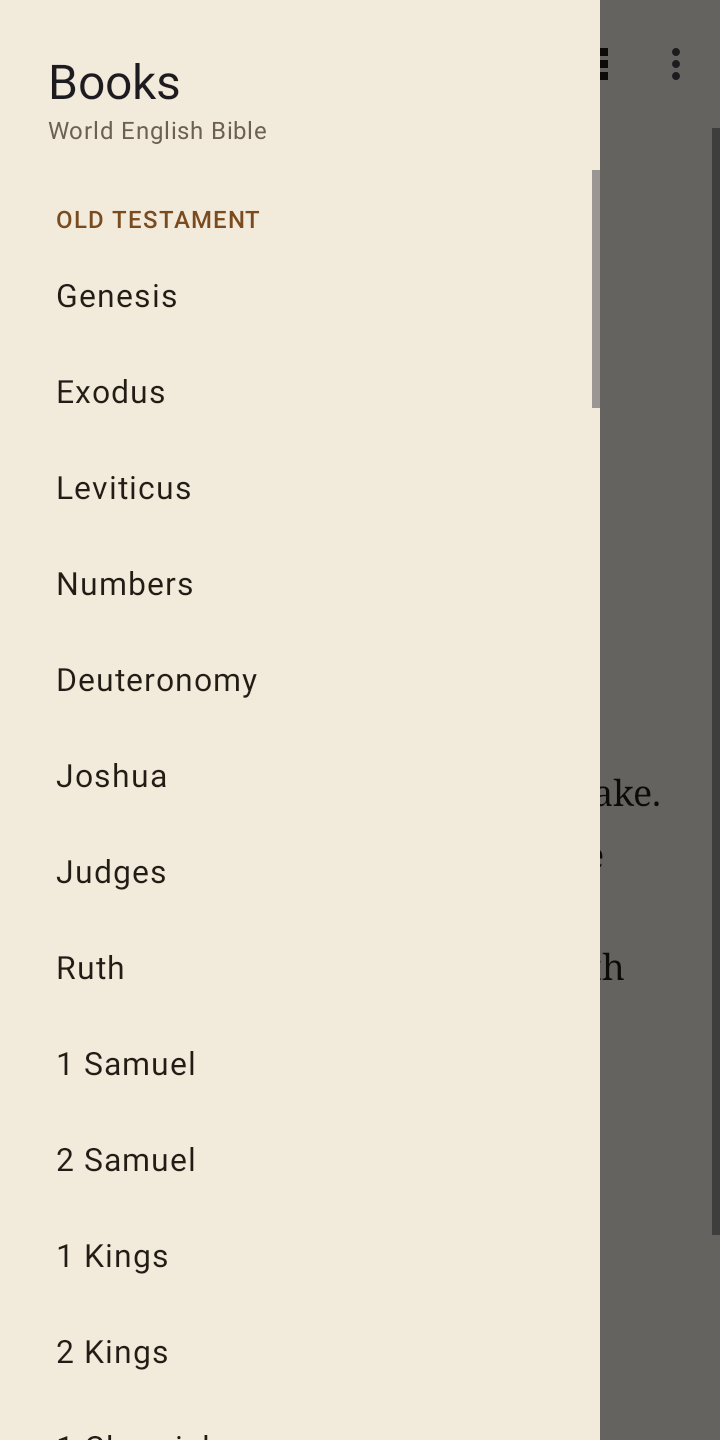 Books
World English Bible
OLD TESTAMENT
Genesis
Exodus
Leviticus
Numbers
Deuteronomy
Joshua
Judges
Ruth
1 Samuel
2 Samuel
1 Kings
2 Kings